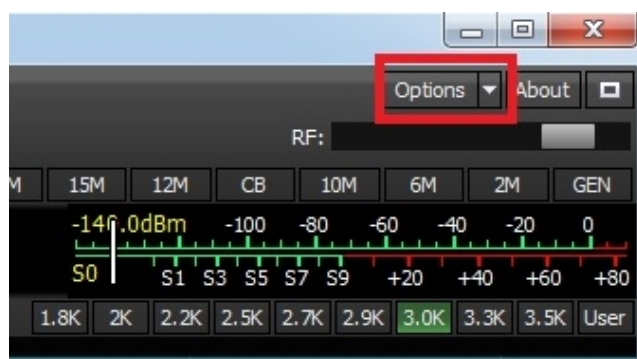 Options About
RF:
M 15M 12M CB 10M 6M 2M GEN
-140.0dBm -100 -80 -60 -40 -20 0
S0 S1 S3 S5 S7 S9 +20 +40 +60 +80
1.8K 2K 2.2K 2.5K 2.7K 2.9K 3.0K 3.3K 3.5K User